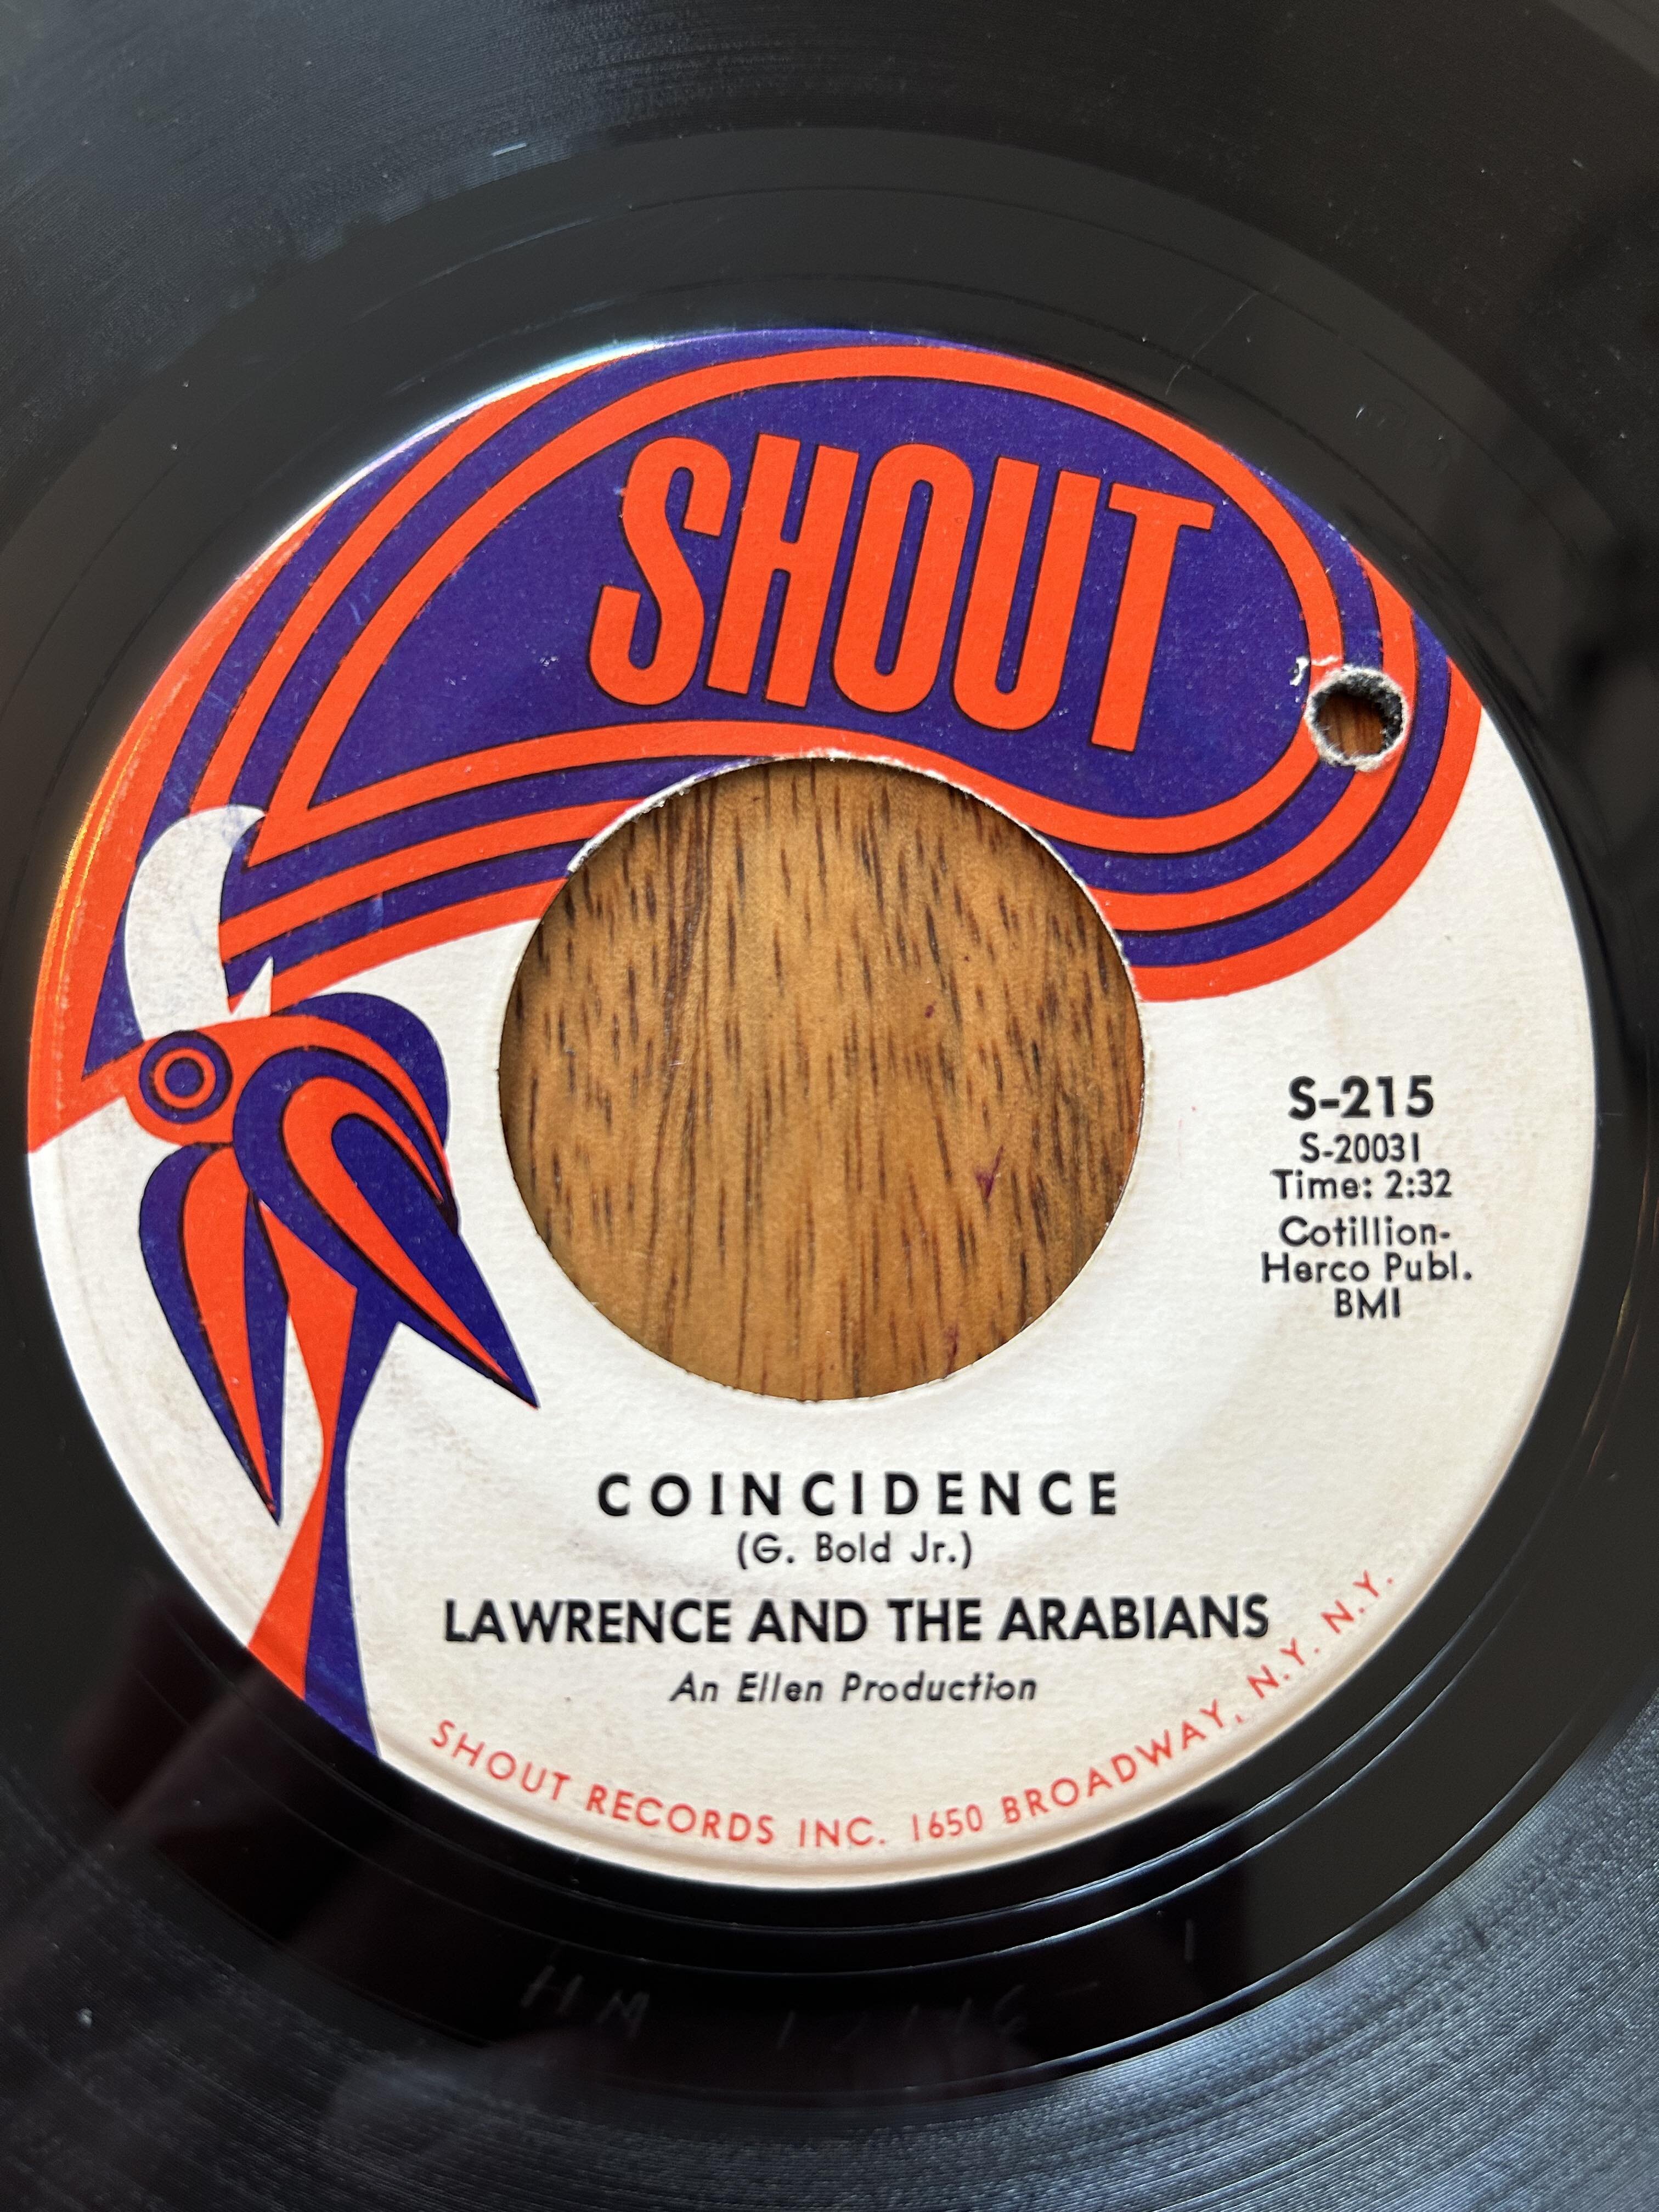 SHOUT
S-215
S-20031
Time: 2:32
Cotillion-
Herco Publ.
BMI
COINCIDENCE
(G. Bold Jr.)
LAWRENCE AND THE ARABIANS
An Ellen Production
SHOUT RECORDS INC. 1650 BROADWAY, N.Y. N.Y.